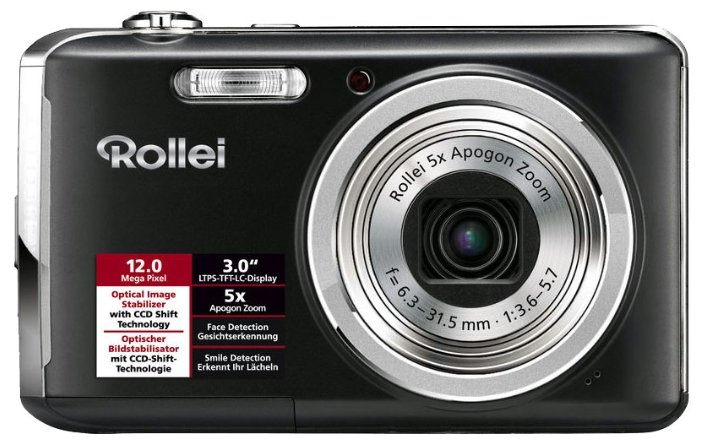 Rollei
Rollei 5x Apogon Zoom
f=6.3–31.5 mm · 1:3.6–5.7
12.0
Mega Pixel
Optical Image
Stabilizer
with CCD Shift
Technology
Optischer
Bildstabilisator
mit CCD-Shift-
Technologie
3.0“
LTPS-TFT-LC-Display
5x
Apogon Zoom
Face Detection
Gesichtserkennung
Smile Detection
Erkennt Ihr Lächeln